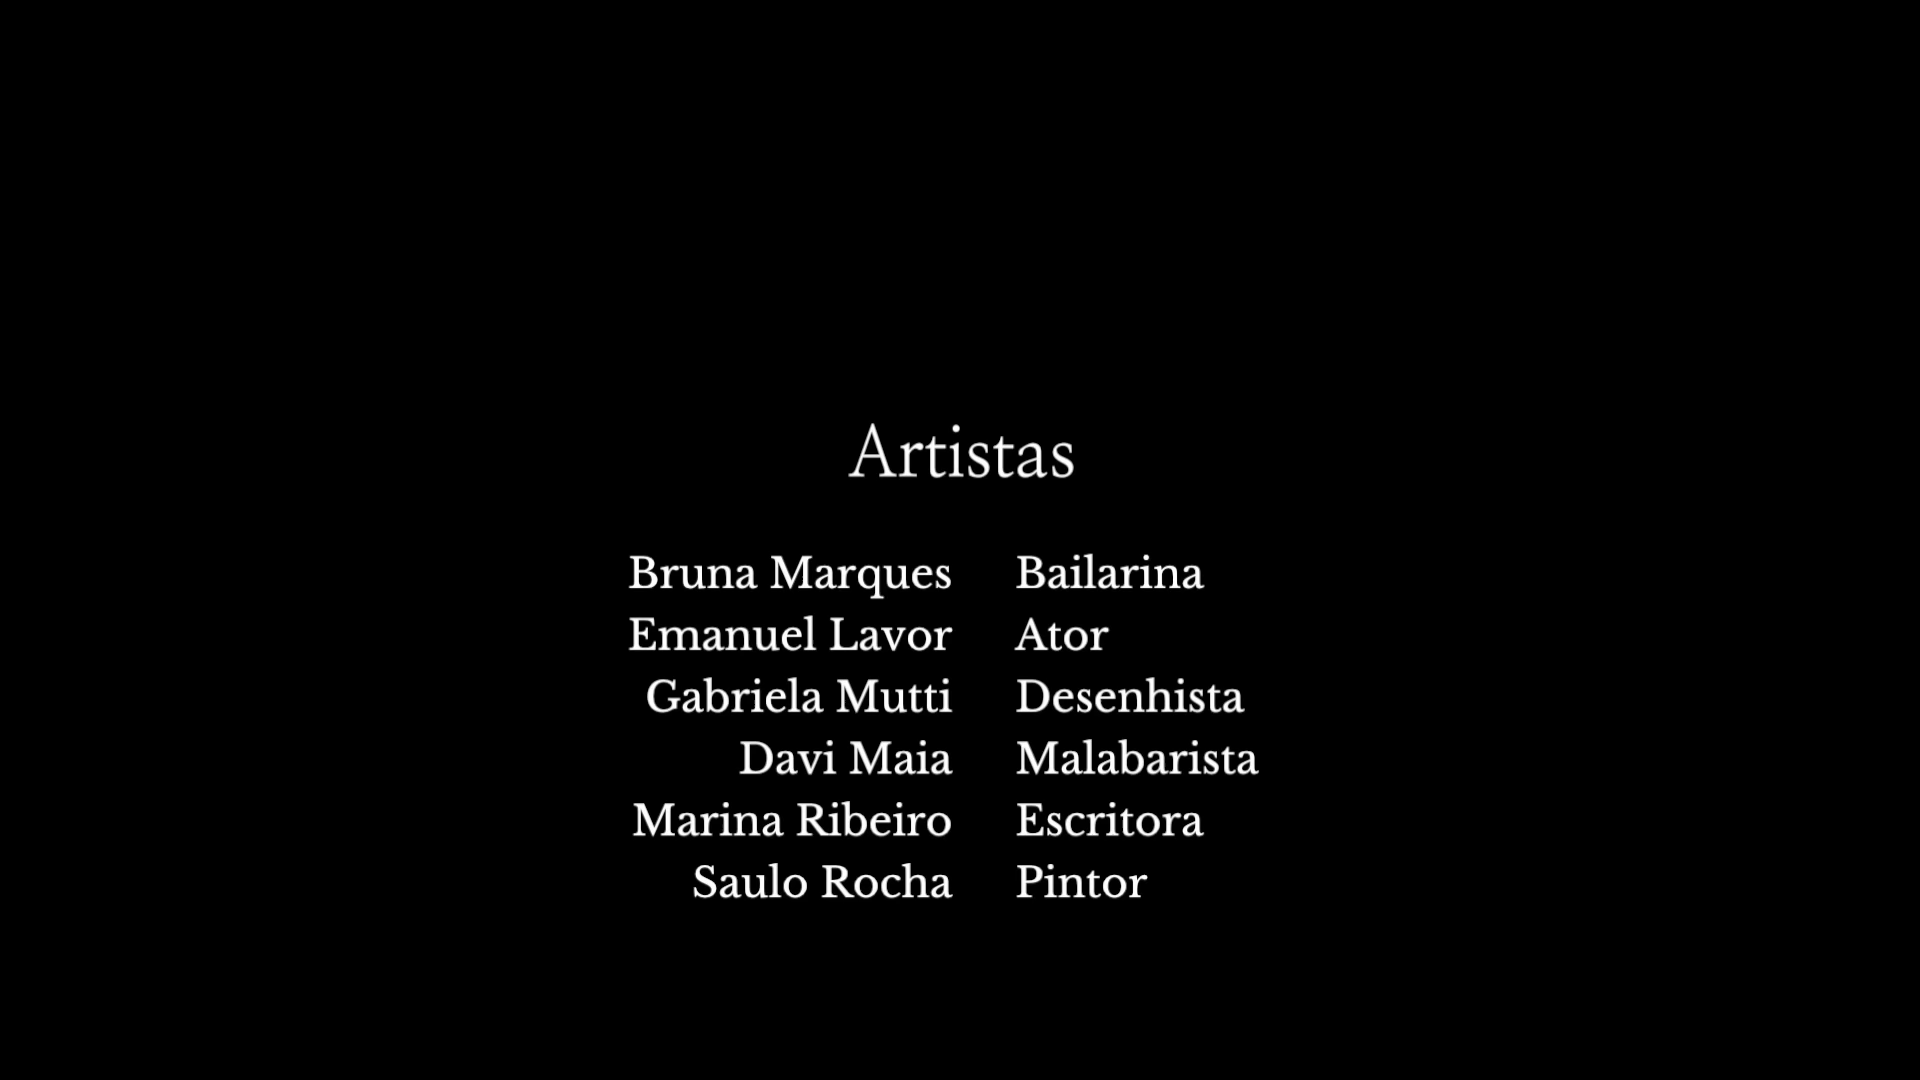 Artistas
Bruna Marques Bailarina
Emanuel Lavor Ator
Gabriela Mutti Desenhista
Davi Maia Malabarista
Marina Ribeiro Escritora
Saulo Rocha Pintor